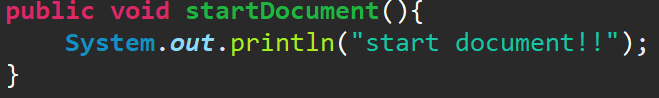 public void startDocument(){
    System.out.println("start document!!");
}